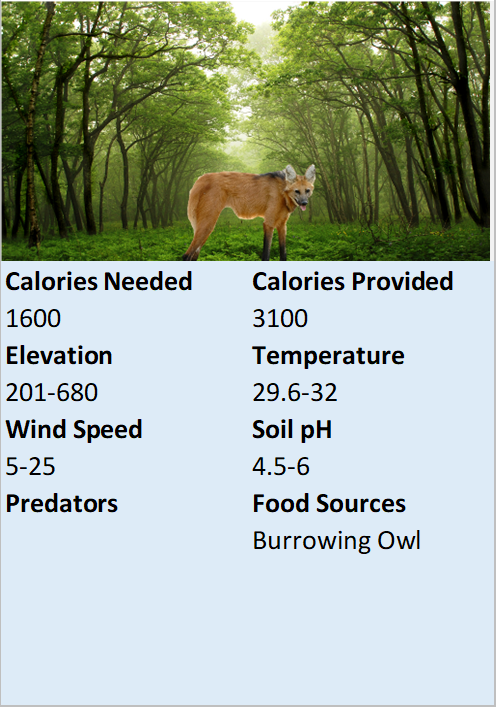 Calories Needed Calories Provided
1600 3100
Elevation Temperature
201-680 29.6-32
Wind Speed Soil pH
5-25 4.5-6
Predators Food Sources
Burrowing Owl